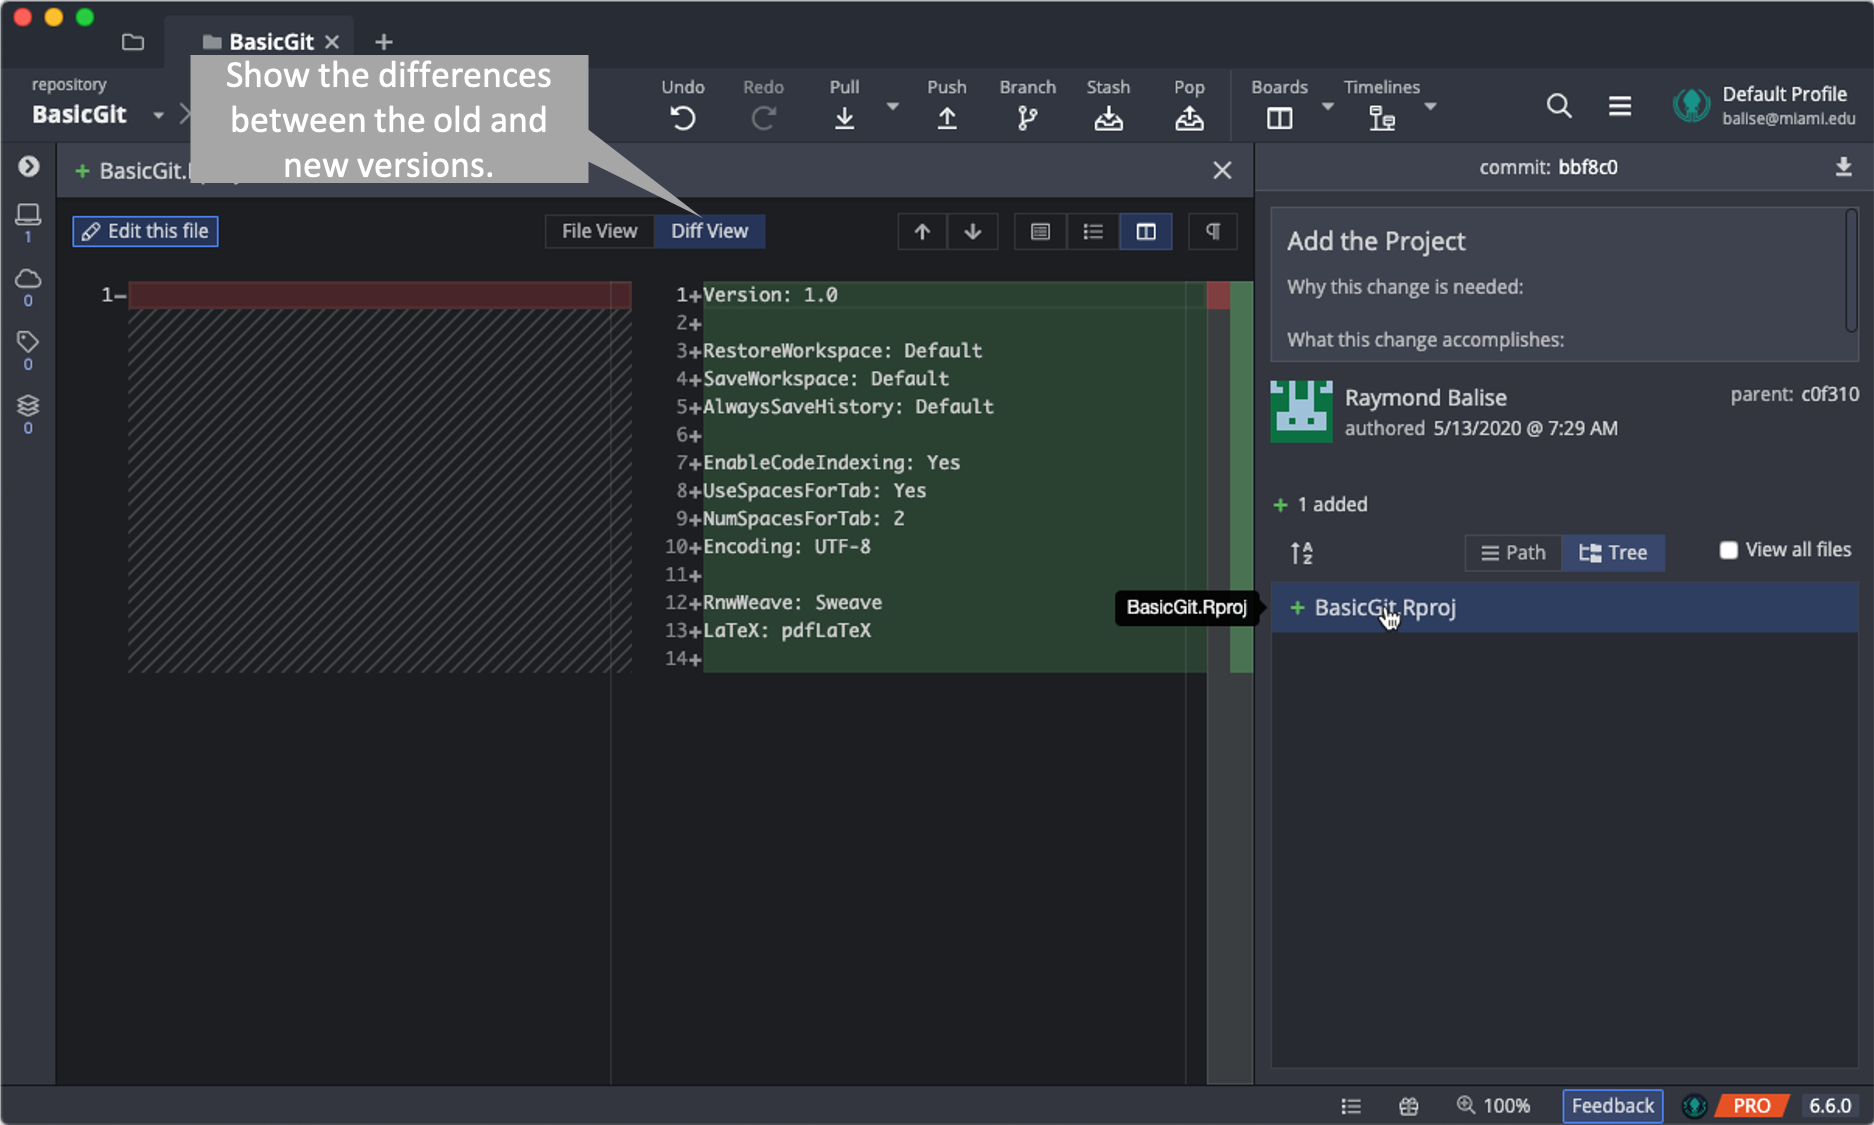 BasicGit
Show the differences
between the old and
new versions.
repository
BasicGit
Undo
Redo
Pull
Push
Branch
Stash
Pop
Boards
Timelines
Default Profile
balise@miami.edu
+ BasicGit.
commit: bbf8c0
Edit this file
File View
Diff View
1-
1+Version: 1.0
2+
3+RestoreWorkspace: Default
4+SaveWorkspace: Default
5+AlwaysSaveHistory: Default
6+
7+EnableCodeIndexing: Yes
8+UseSpacesForTab: Yes
9+NumSpacesForTab: 2
10+Encoding: UTF-8
11+
12+RnwWeave: Sweave
13+LaTeX: pdfLaTeX
14+
1
0
0
0
Add the Project
Why this change is needed:
What this change accomplishes:
Raymond Balise
authored 5/13/2020 @ 7:29 AM
parent: c0f310
+ 1 added
Path
Tree
View all files
BasicGit.Rproj
+ BasicGit.Rproj
100%
Feedback
PRO
6.6.0